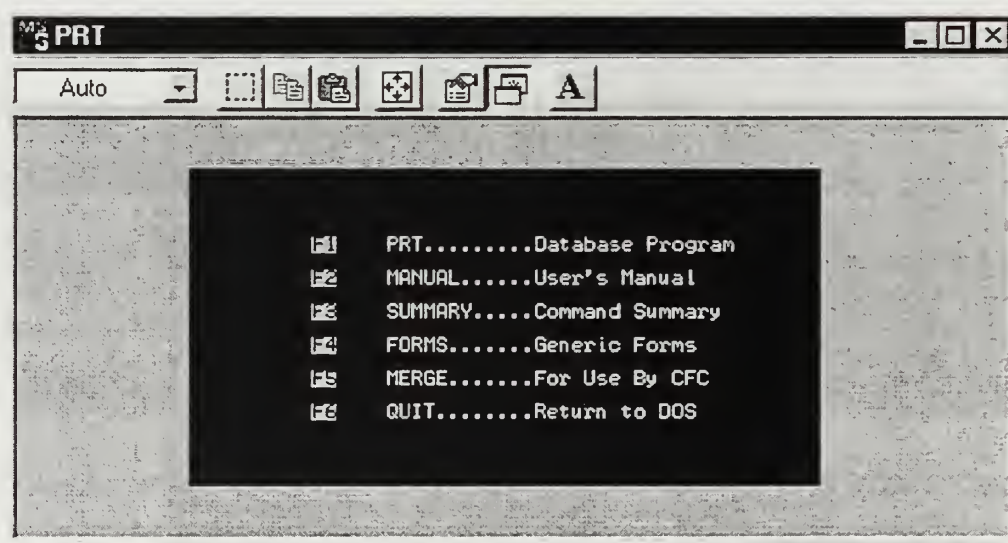 MS PRT
Auto A
F1 PRT.........Database Program
F2 MANUAL......User's Manual
F3 SUMMARY.....Command Summary
F4 FORMS.......Generic Forms
F5 MERGE.......For Use By CFC
F6 QUIT........Return to DOS